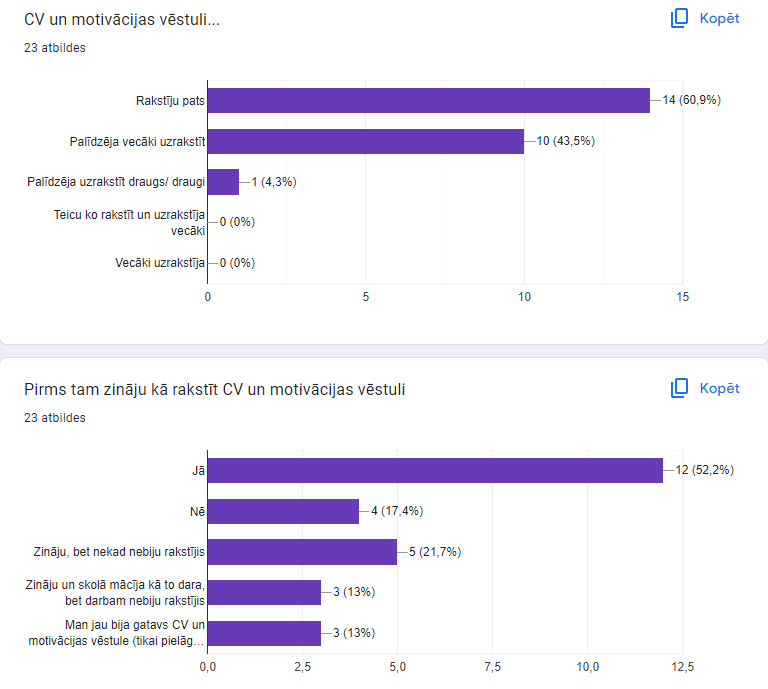 CV un motivācijas vēstuli...
Kopēt
23 atbildes
Rakstīju pats
14 (60,9%)
Palīdzēja vecāki uzrakstīt
10 (43,5%)
Palīdzēja uzrakstīt draugs/ draugi
1 (4,3%)
Teicu ko rakstīt un uzrakstīja
vecāki
0 (0%)
Vecāki uzrakstīja
0 (0%)
0
5
10
15
Pirms tam zināju kā rakstīt CV un motivācijas vēstuli
Kopēt
23 atbildes
Jā
12 (52,2%)
Nē
4 (17,4%)
Zināju, bet nekad nebiju rakstījis
5 (21,7%)
Zināju un skolā mācīja kā to dara,
bet darbam nebiju rakstījis
3 (13%)
Man jau bija gatavs CV un
motivācijas vēstule (tikai pielāg...
3 (13%)
0,0
2,5
5,0
7,5
10,0
12,5